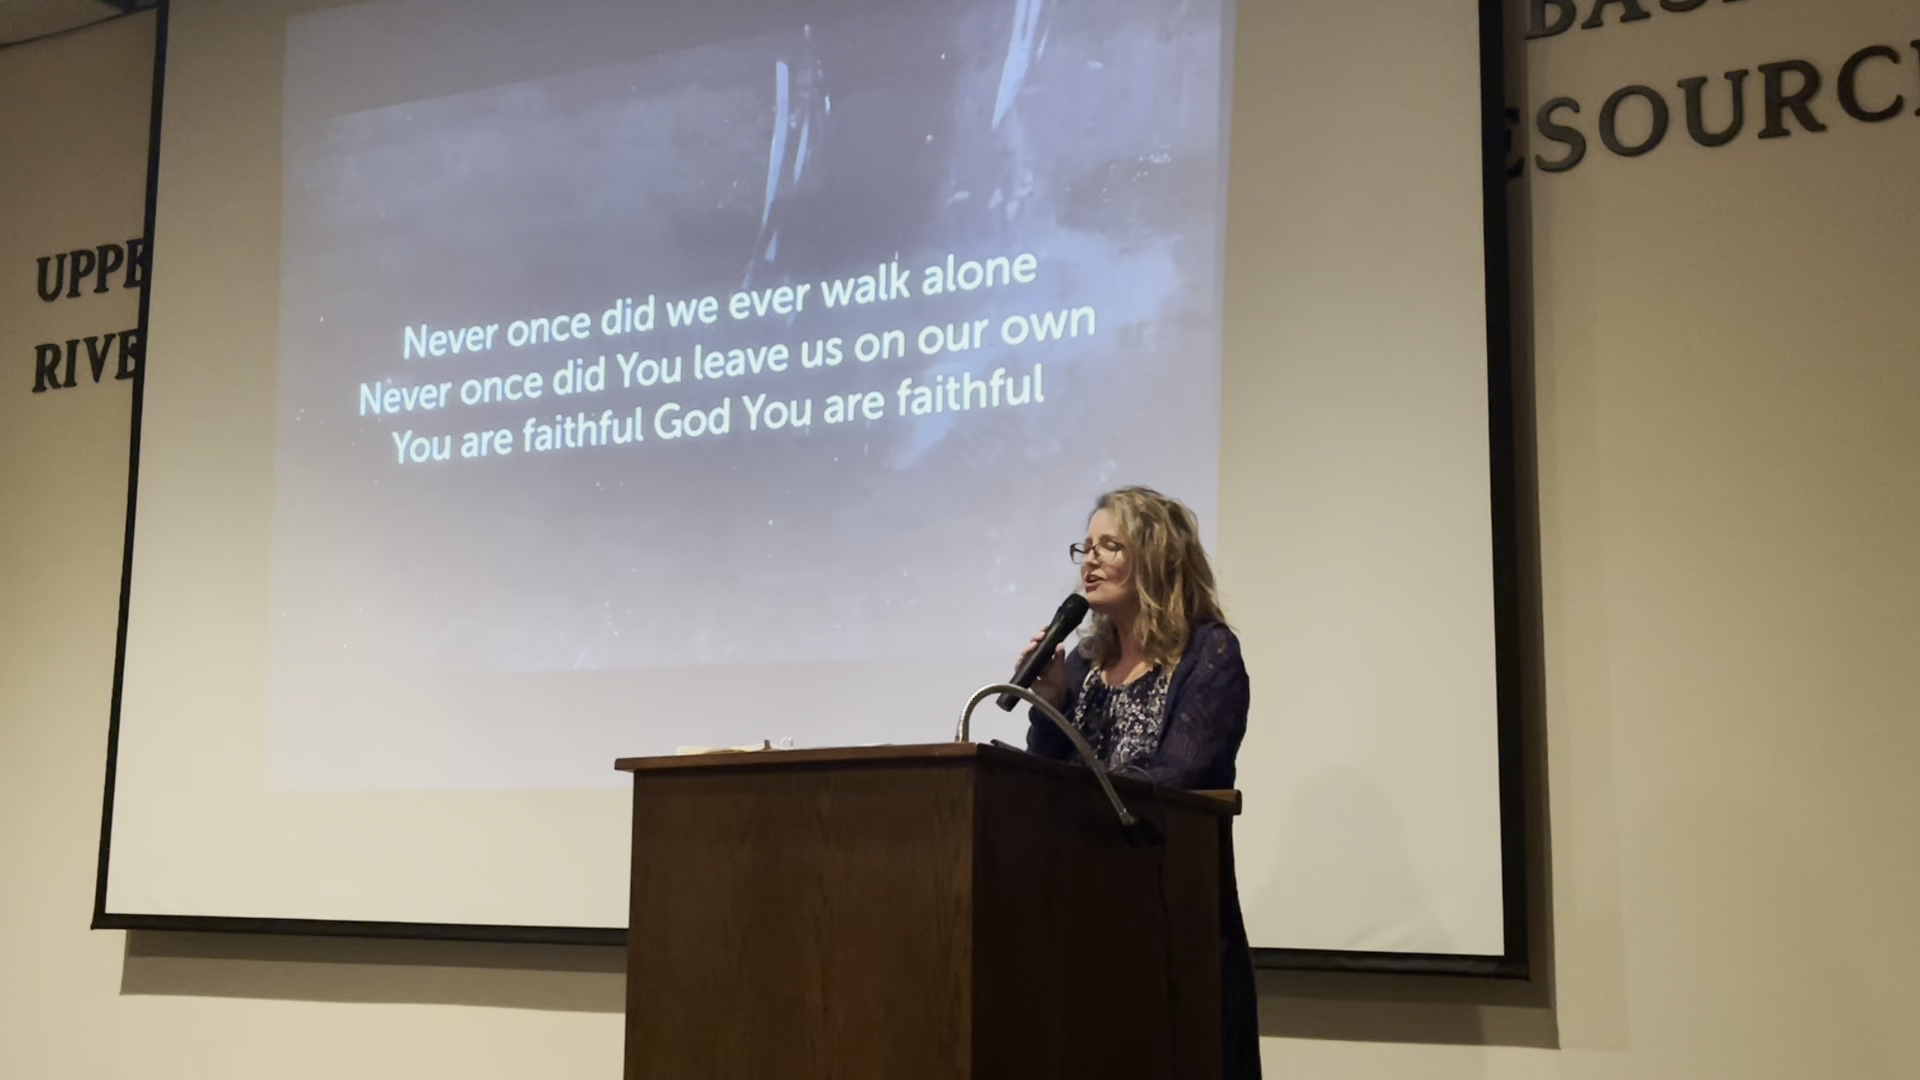 UPPE
RIVE
Never once did we ever walk alone
Never once did You leave us on our own
You are faithful God You are faithful
BAS
ESOURC